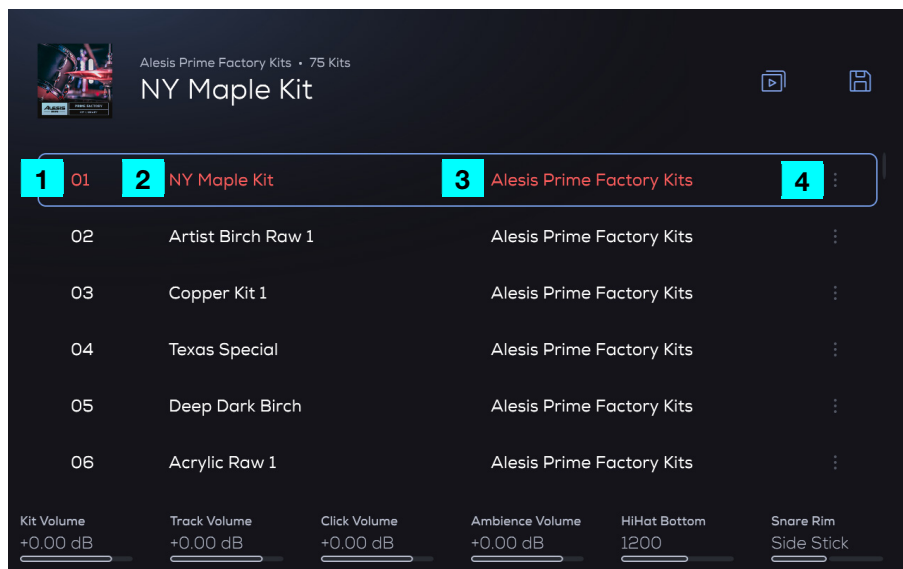 Alesis Prime Factory Kits • 75 Kits
NY Maple Kit
ALESIS
1 01 2 NY Maple Kit 3 Alesis Prime Factory Kits 4
02 Artist Birch Raw 1 Alesis Prime Factory Kits
03 Copper Kit 1 Alesis Prime Factory Kits
04 Texas Special Alesis Prime Factory Kits
05 Deep Dark Birch Alesis Prime Factory Kits
06 Acrylic Raw 1 Alesis Prime Factory Kits
Kit Volume Track Volume Click Volume Ambience Volume HiHat Bottom Snare Rim
+0.00 dB +0.00 dB +0.00 dB +0.00 dB 1200 Side Stick